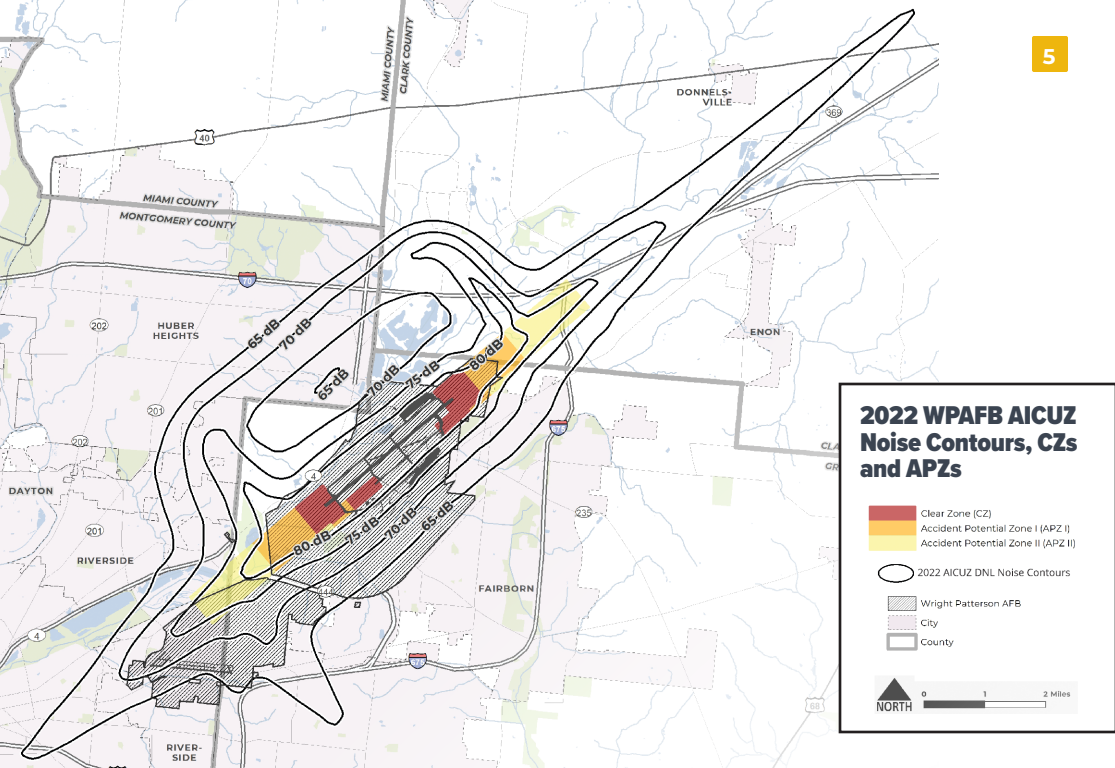 5
MIAMI COUNTY
CLARK COUNTY
DONNELS-
VILLE
369
40
MIAMI COUNTY
MONTGOMERY COUNTY
70
202
HUBER
HEIGHTS
65 dB
70 dB
ENON
80 dB
75 dB
70 dB
65 dB
201
202
4
DAYTON
201
RIVERSIDE
80 dB
75 dB
70 dB
65 dB
235
444
FAIRBORN
4
68
RIVER-
SIDE
CLA
GR
2022 WPAFB AICUZ
Noise Contours, CZs
and APZs
Clear Zone (CZ)
Accident Potential Zone I (APZ I)
Accident Potential Zone II (APZ II)
2022 AICUZ DNL Noise Contours
Wright Patterson AFB
City
County
NORTH
0 1 2 Miles